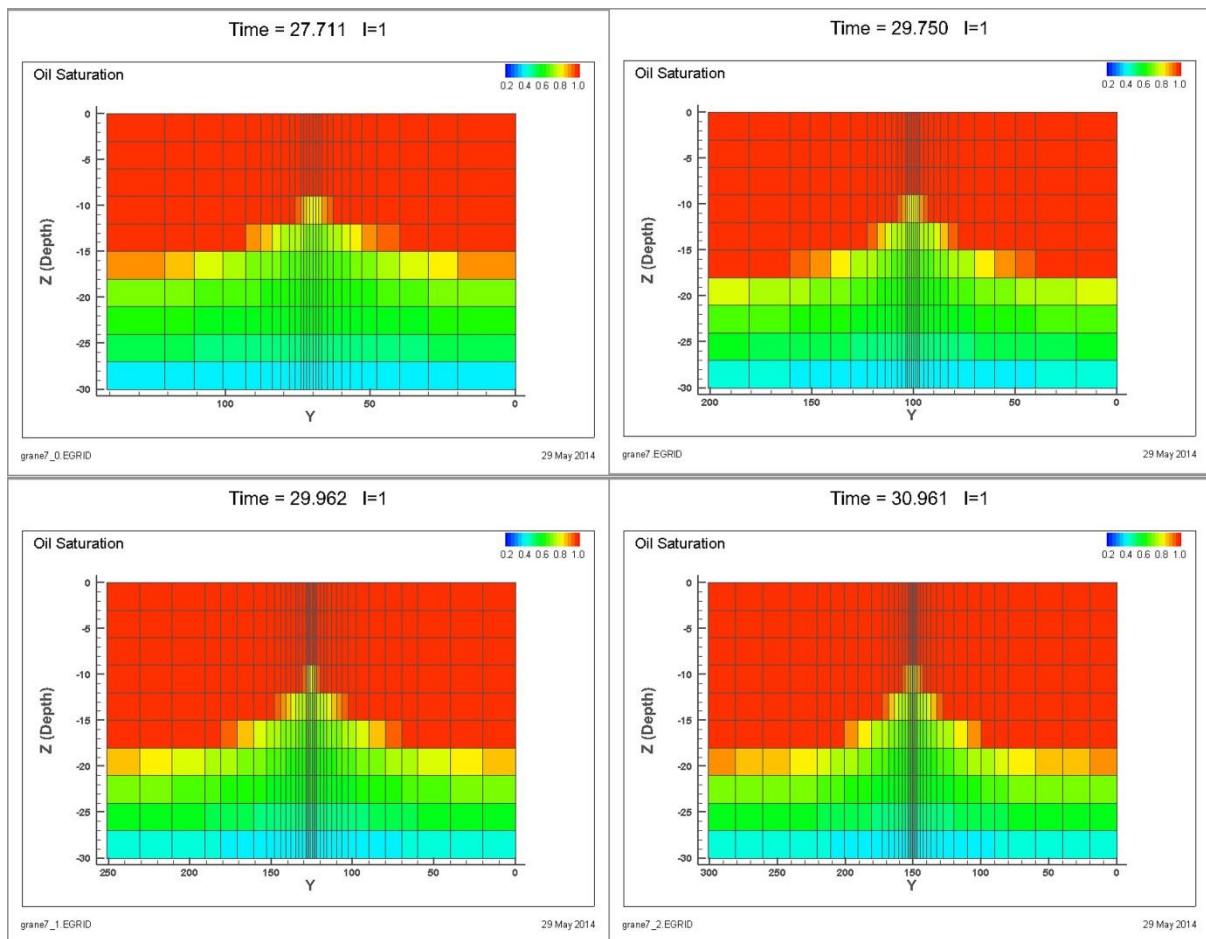 Time = 27.711 I=1
Oil Saturation
0.2 0.4 0.6 0.8 1.0
0
-5
-10
-15
-20
-25
-30
Z (Depth)
100 50 0
Y
grane7_0.EGRID 29 May 2014
Time = 29.750 I=1
Oil Saturation
0.2 0.4 0.6 0.8 1.0
0
-5
-10
-15
-20
-25
-30
Z (Depth)
200 150 100 50 0
Y
grane7.EGRID 29 May 2014
Time = 29.962 I=1
Oil Saturation
0.2 0.4 0.6 0.8 1.0
0
-5
-10
-15
-20
-25
-30
Z (Depth)
250 200 150 100 50 0
Y
grane7_1.EGRID 29 May 2014
Time = 30.961 I=1
Oil Saturation
0.2 0.4 0.6 0.8 1.0
0
-5
-10
-15
-20
-25
-30
Z (Depth)
300 250 200 150 100 50 0
Y
grane7_2.EGRID 29 May 2014